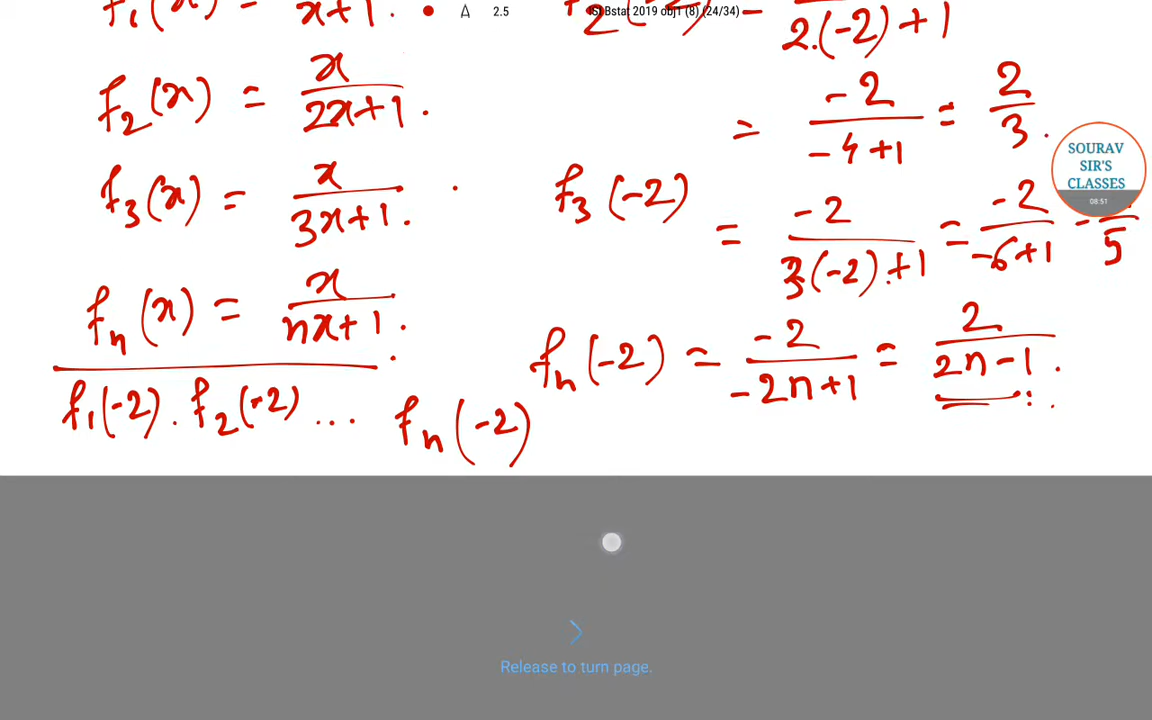 f₁(x) = x/(x+1).
A 2.5 ISI Bstat 2019 obj1 (8) (24/34)
2.(-2)+1
f₂(x) = x/(2x+1).
= -2/(-4+1) = 2/3.
SOURAV
SIR'S
CLASSES
08:51
f₃(x) = x/(3x+1).
f₃(-2)
= -2/(3(-2)+1) = -2/(-6+1) = /5
fₙ(x) = x/(nx+1).
fₙ(-2) = -2/(-2n+1) = 2/(2n-1).
f₁(-2).f₂(-2)... fₙ(-2)
Release to turn page.